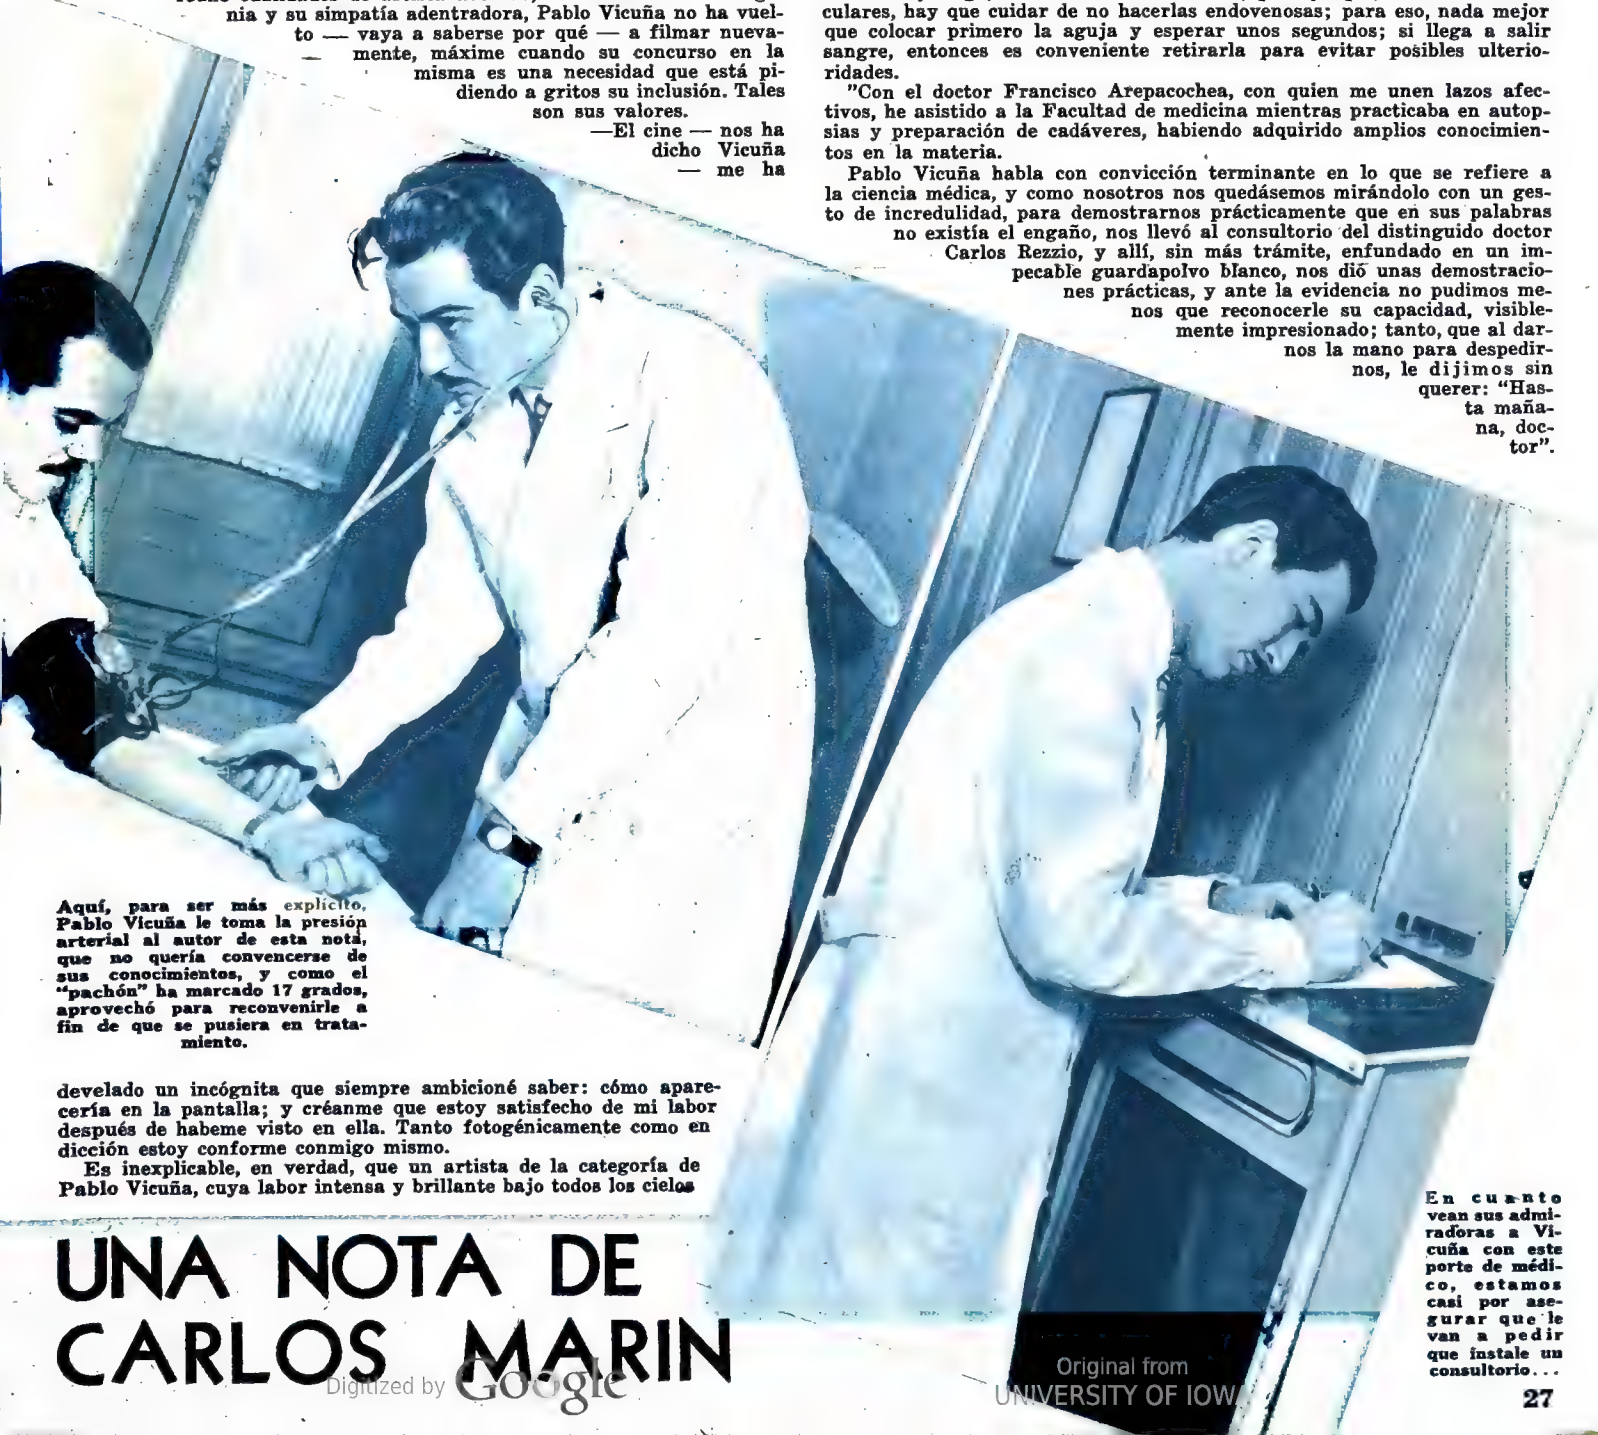 nia y su simpatía adentradora, Pablo Vicuña no ha vuel-
to — vaya a saberse por qué — a filmar nueva-
mente, máxime cuando su concurso en la
misma es una necesidad que está pi-
diendo a gritos su inclusión. Tales
son sus valores.
—El cine — nos ha
dicho Vicuña
— me ha
Aquí, para ser más explícito,
Pablo Vicuña le toma la presión
arterial al autor de esta nota,
que no quería convencerse de
sus conocimientos, y como el
"pachón" ha marcado 17 grados,
aprovechó para reconvenirle a
fin de que se pusiera en trata-
miento.
develado un incógnita que siempre ambicioné saber: cómo apare-
cería en la pantalla; y créanme que estoy satisfecho de mi labor
después de habeme visto en ella. Tanto fotogénicamente como en
dicción estoy conforme conmigo mismo.
Es inexplicable, en verdad, que un artista de la categoría de
Pablo Vicuña, cuya labor intensa y brillante bajo todos los cielos
culares, hay que cuidar de no hacerlas endovenosas; para eso, nada mejor
que colocar primero la aguja y esperar unos segundos; si llega a salir
sangre, entonces es conveniente retirarla para evitar posibles ulterio-
ridades.
"Con el doctor Francisco Arepacochea, con quien me unen lazos afec-
tivos, he asistido a la Facultad de medicina mientras practicaba en autop-
sias y preparación de cadáveres, habiendo adquirido amplios conocimien-
tos en la materia.
Pablo Vicuña habla con convicción terminante en lo que se refiere a
la ciencia médica, y como nosotros nos quedásemos mirándolo con un ges-
to de incredulidad, para demostrarnos prácticamente que en sus palabras
no existía el engaño, nos llevó al consultorio del distinguido doctor
Carlos Rezzio, y allí, sin más trámite, enfundado en un im-
pecable guardapolvo blanco, nos dió unas demostracio-
nes prácticas, y ante la evidencia no pudimos me-
nos que reconocerle su capacidad, visible-
mente impresionado; tanto, que al dar-
nos la mano para despedir-
nos, le dijimos sin
querer: "Has-
ta maña-
na, doc-
tor".
En cuanto
vean sus admi-
radoras a Vi-
cuña con este
porte de médi-
co, estamos
casi por ase-
gurar que le
van a pedir
que instale un
consultorio...
UNA NOTA DE
CARLOS MARIN
Digitized by Google
Original from
UNIVERSITY OF IOWA
27